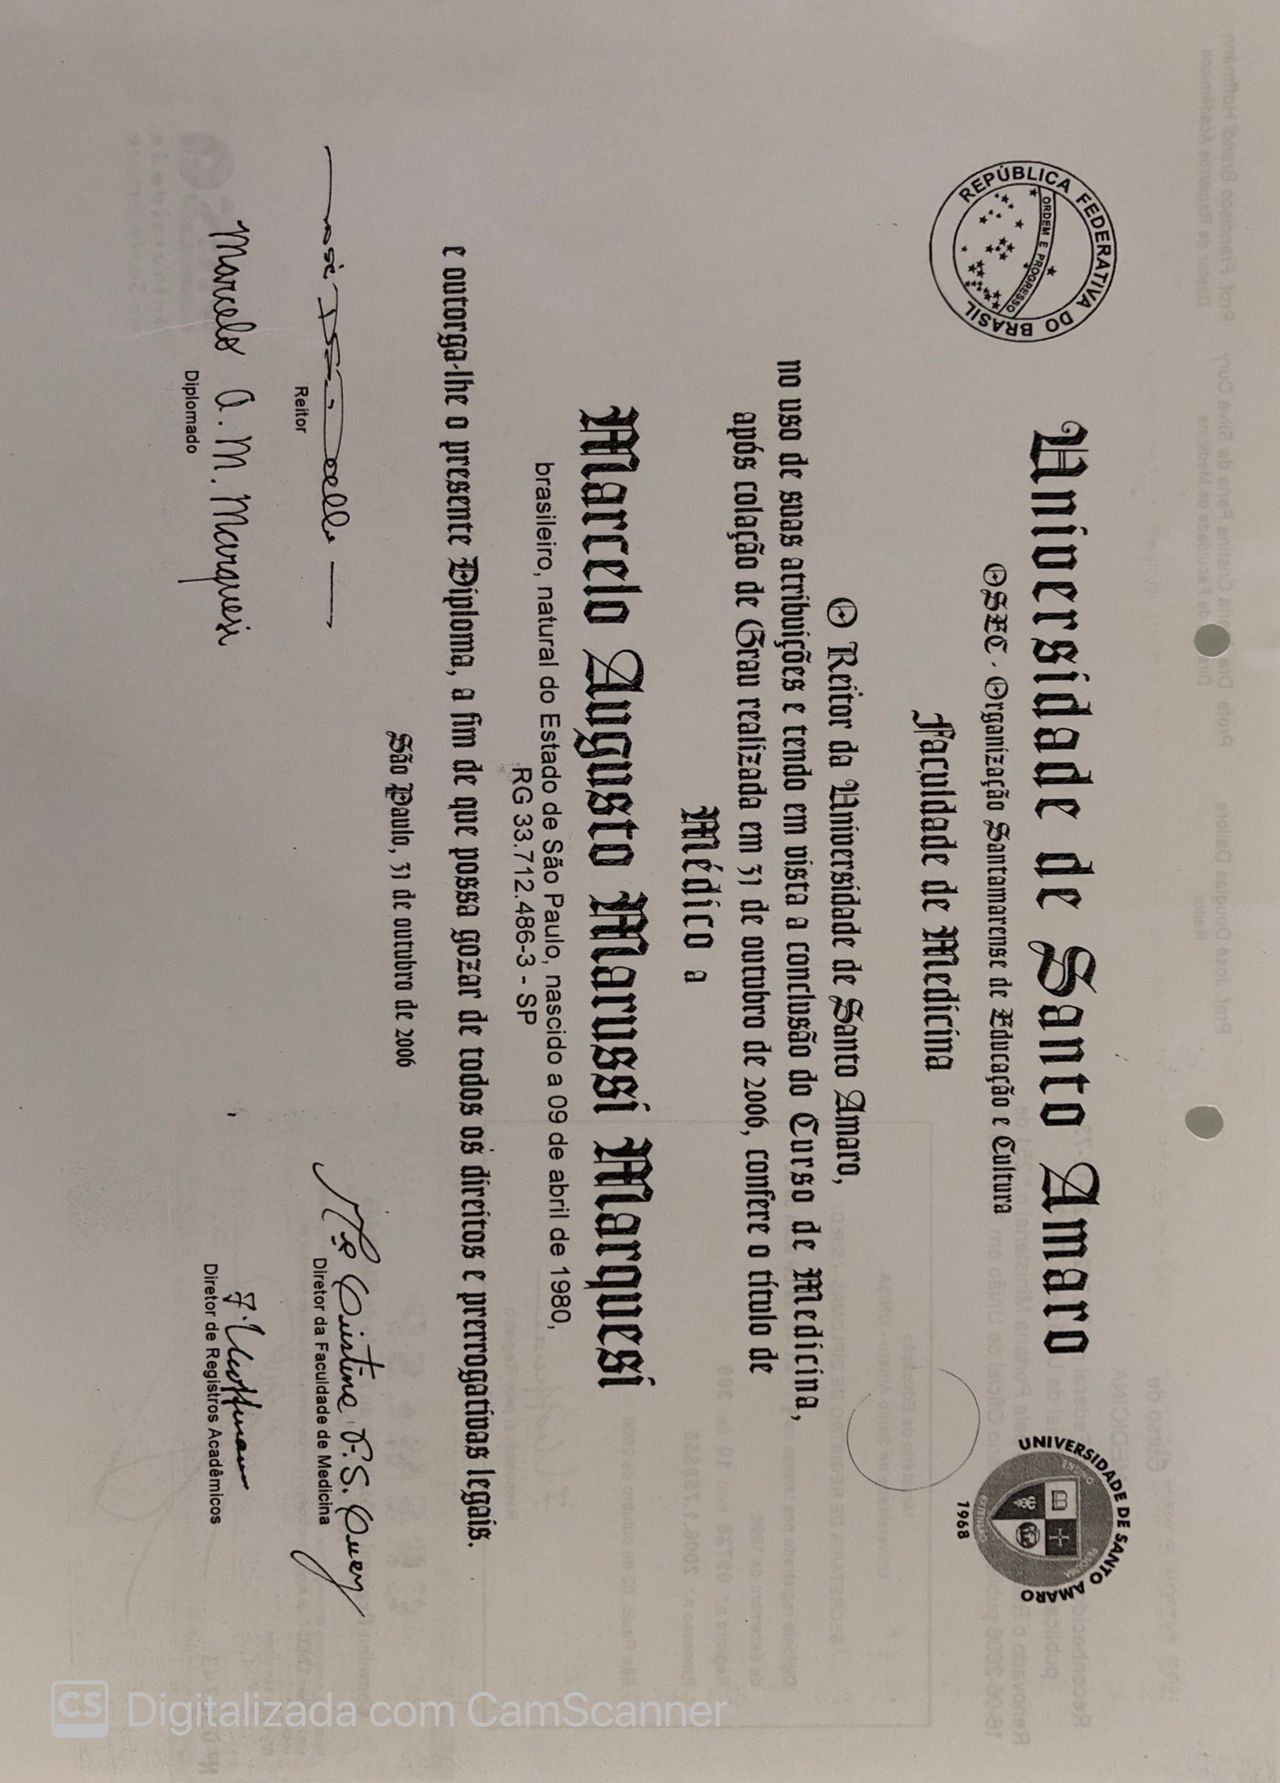 REPÚBLICA FEDERATIVA DO BRASIL
ORDEM E PROGRESSO
Universidade de Santo Amaro
OSEC - Organização Santamarense de Educação e Cultura
Faculdade de Medicina
UNIVERSIDADE DE SANTO AMARO
ENSINO
PESQUISA
EXTENSÃO
1968
O Reitor da Universidade de Santo Amaro,
no uso de suas atribuições e tendo em vista a conclusão do Curso de Medicina,
após colação de Grau realizada em 31 de outubro de 2006, confere o título de
Médico a
Marcelo Augusto Marussi Marquesi
brasileiro, natural do Estado de São Paulo, nascido a 09 de abril de 1980,
RG 33.712.486-3 - SP
e outorga-lhe o presente Diploma, a fim de que possa gozar de todos os direitos e prerrogativas legais.
São Paulo, 31 de outubro de 2006
Reitor
Diretor da Faculdade de Medicina
Marcelo A. M. Marquesi
Diplomado
Diretor de Registros Acadêmicos
CS Digitalizada com CamScanner